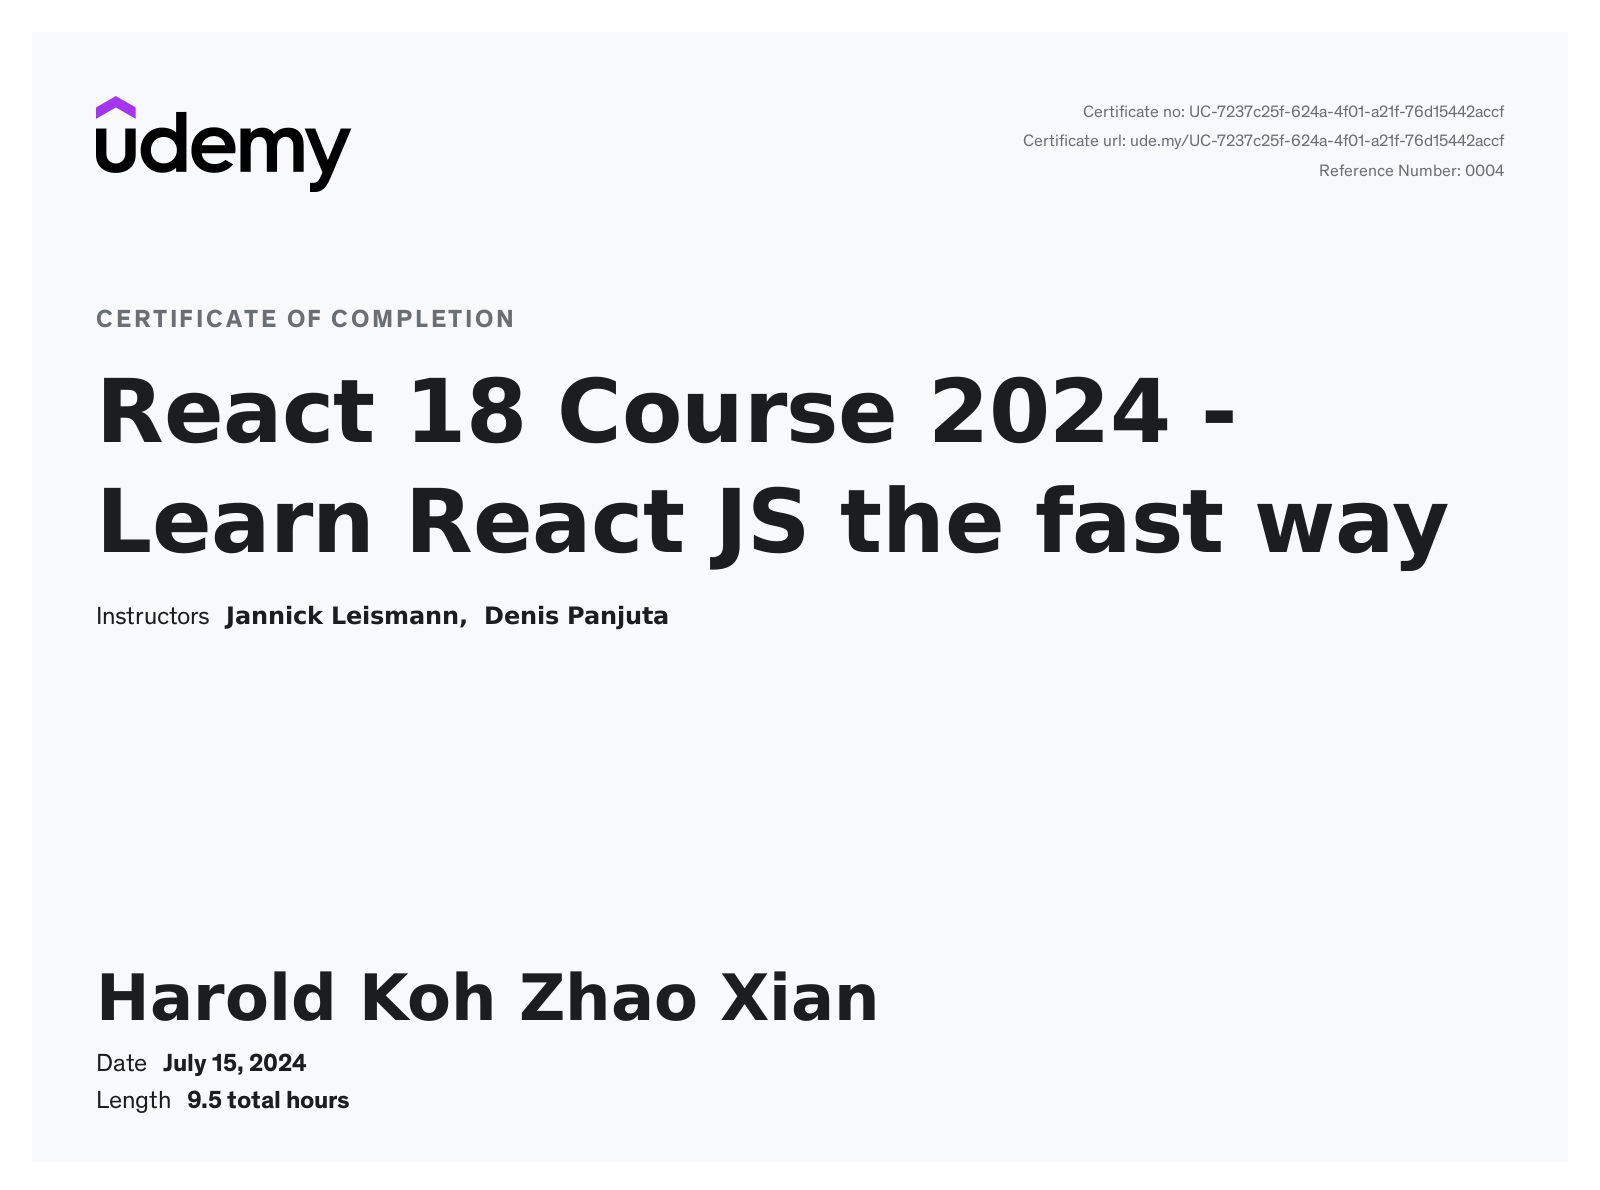 udemy
Certificate no: UC-7237c25f-624a-4f01-a21f-76d15442accf
Certificate url: ude.my/UC-7237c25f-624a-4f01-a21f-76d15442accf
Reference Number: 0004
CERTIFICATE OF COMPLETION
React 18 Course 2024 -
Learn React JS the fast way
Instructors Jannick Leismann, Denis Panjuta
Harold Koh Zhao Xian
Date July 15, 2024
Length 9.5 total hours